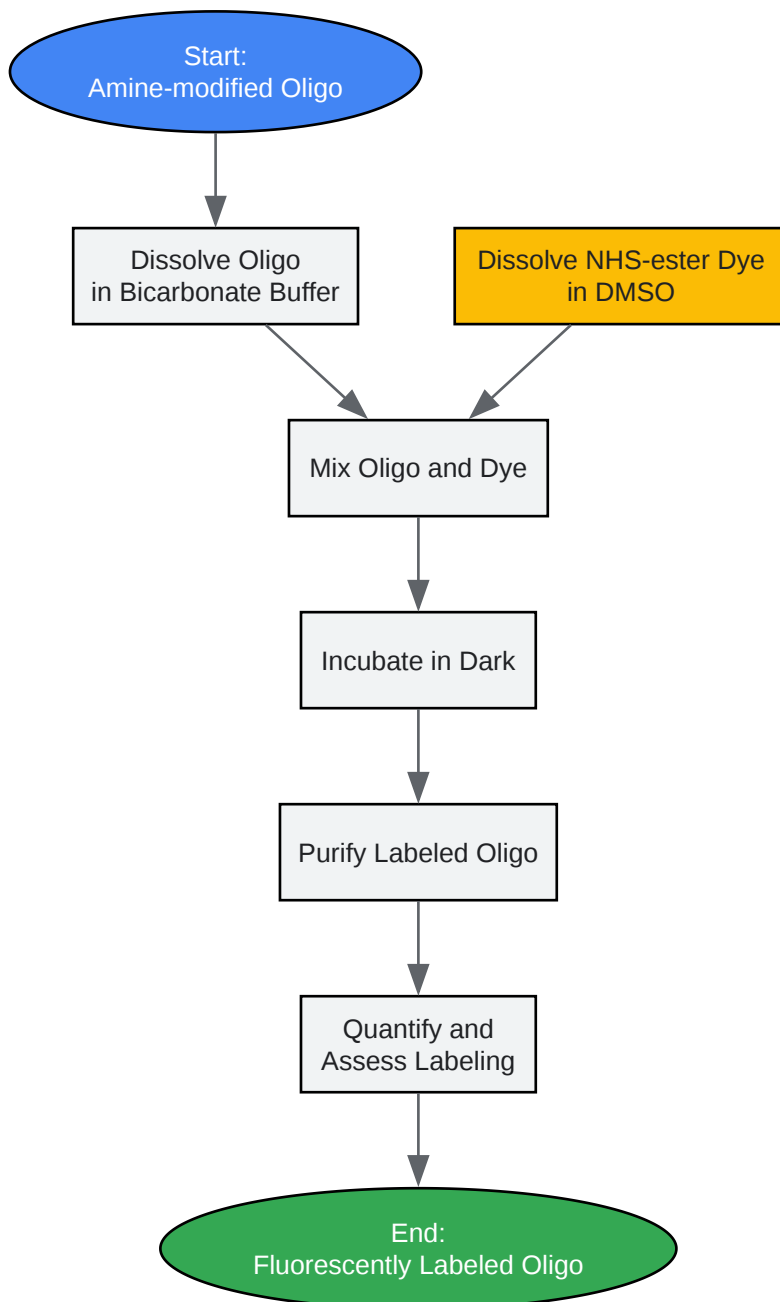 Start:
Amine-modified Oligo
Dissolve Oligo
in Bicarbonate Buffer
Dissolve NHS-ester Dye
in DMSO
Mix Oligo and Dye
Incubate in Dark
Purify Labeled Oligo
Quantify and
Assess Labeling
End:
Fluorescently Labeled Oligo